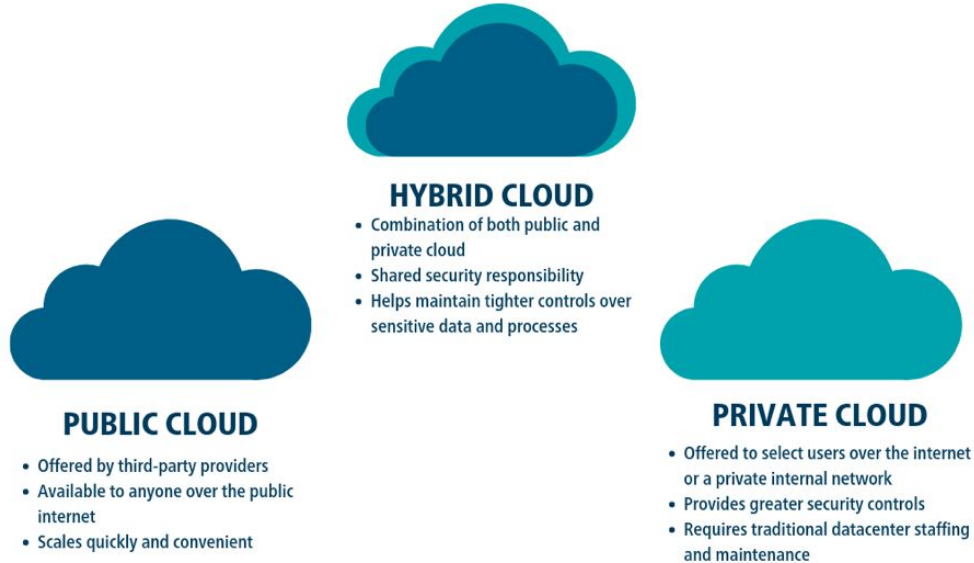 HYBRID CLOUD
• Combination of both public and
private cloud
• Shared security responsibility
• Helps maintain tighter controls over
sensitive data and processes
PUBLIC CLOUD
• Offered by third-party providers
• Available to anyone over the public
internet
• Scales quickly and convenient
PRIVATE CLOUD
• Offered to select users over the internet
or a private internal network
• Provides greater security controls
• Requires traditional datacenter staffing
and maintenance